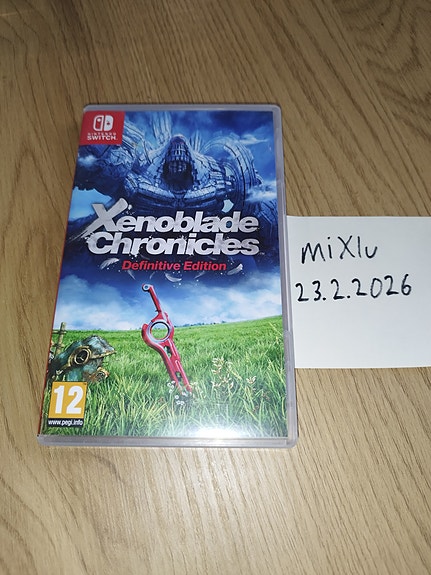 NINTENDO
SWITCH
Xenoblade
Chronicles
Definitive Edition
12
www.pegi.info
miXlu
23.2.2026